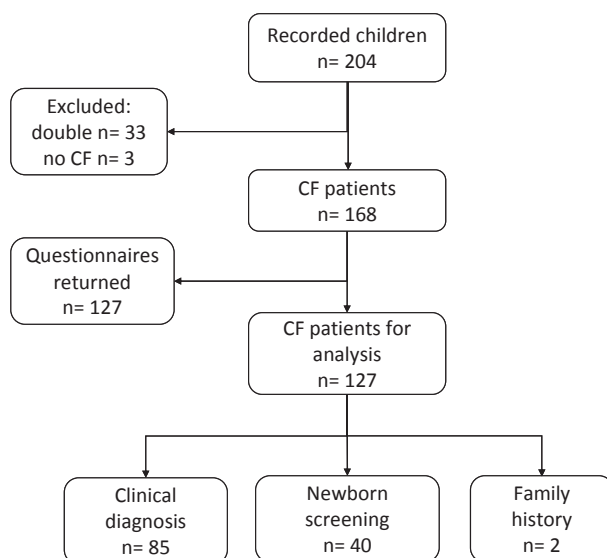 Recorded children
n= 204
Excluded:
double n= 33
no CF n= 3
CF patients
n= 168
Questionnaires
returned
n= 127
CF patients for
analysis
n= 127
Clinical
diagnosis
n= 85
Newborn
screening
n= 40
Family
history
n= 2